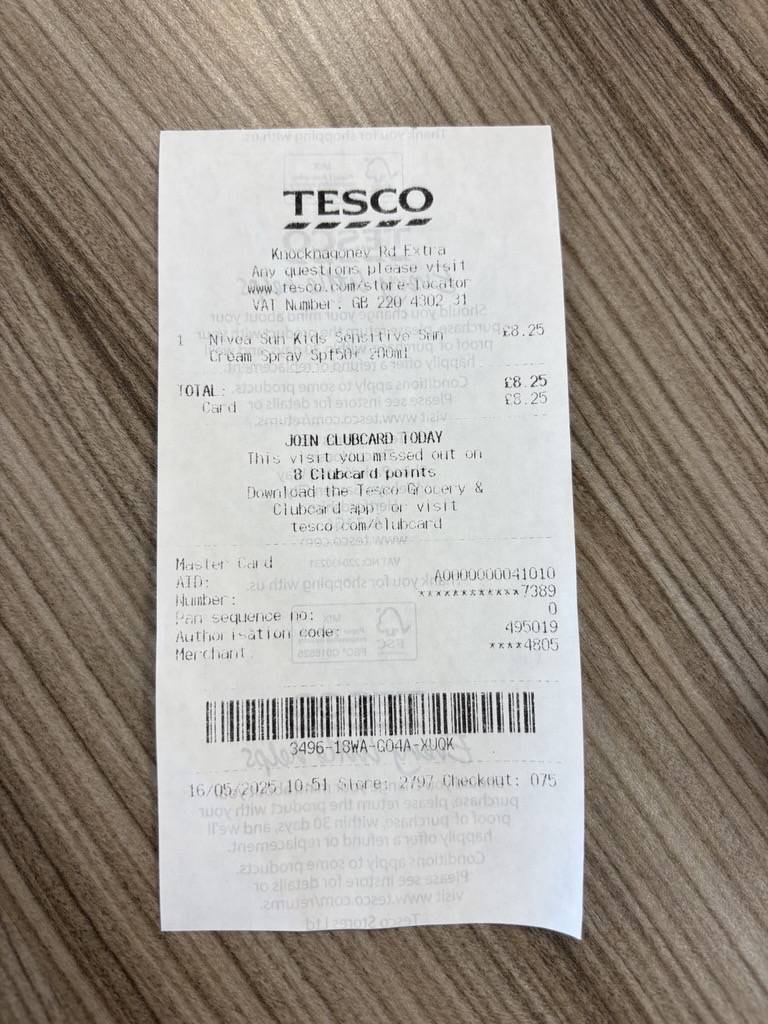 TESCO
Knocknagoney Rd Extra
Any questions please visit
www.tesco.com/store-locator
VAT Number: GB 220 4302 31
1 Nivea Sun Kids Sensitive Sun £8.25
Cream Spray Spf50+ 200ml
TOTAL: £8.25
Card £8.25
JOIN CLUBCARD TODAY
This visit you missed out on
8 Clubcard points
Download the Tesco Grocery &
Clubcard app, or visit
tesco.com/clubcard
Master Card
AID: A0000000041010
Number: ************7389
Pan sequence no: 0
Authorisation code: 495019
Merchant: ****4805
3496-18WA-GO4A-XUQK
16/05/2025 10:51 Store: 2797 Checkout: 075